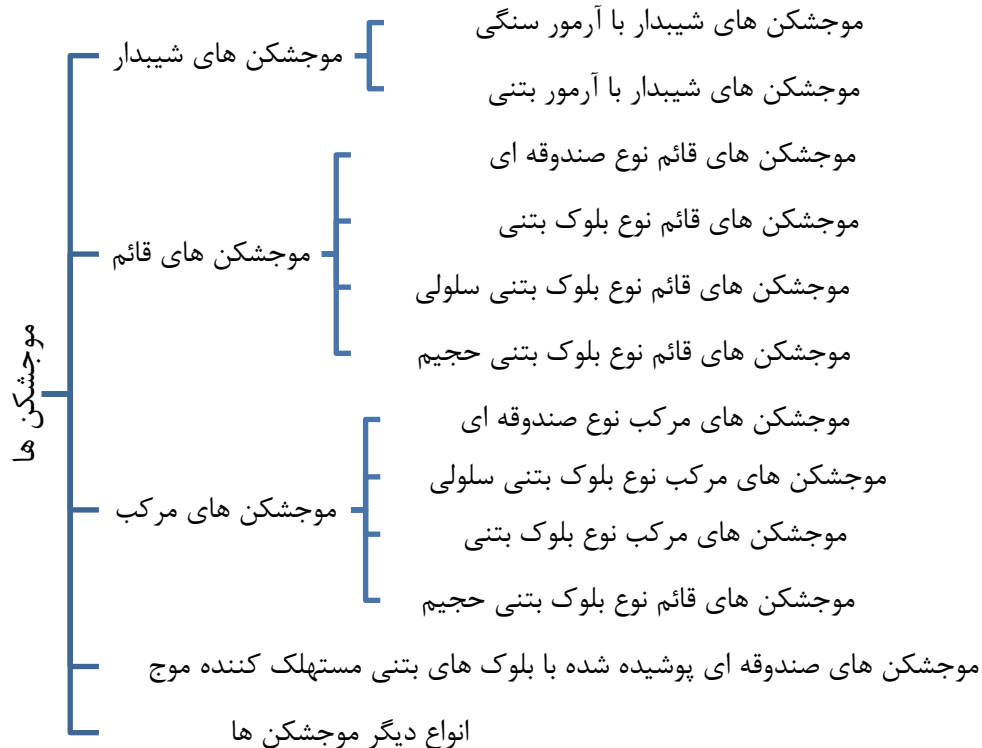 موجشکن ها
موجشکن های شیبدار
موجشکن های شیبدار با آرمور سنگی
موجشکن های شیبدار با آرمور بتنی
موجشکن های قائم
موجشکن های قائم نوع صندوقه ای
موجشکن های قائم نوع بلوک بتنی
موجشکن های قائم نوع بلوک بتنی سلولی
موجشکن های قائم نوع بلوک بتنی حجیم
موجشکن های مرکب
موجشکن های مرکب نوع صندوقه ای
موجشکن های مرکب نوع بلوک بتنی سلولی
موجشکن های مرکب نوع بلوک بتنی
موجشکن های قائم نوع بلوک بتنی حجیم
موجشکن های صندوقه ای پوشیده شده با بلوک های بتنی مستهلک کننده موج
انواع دیگر موجشکن ها